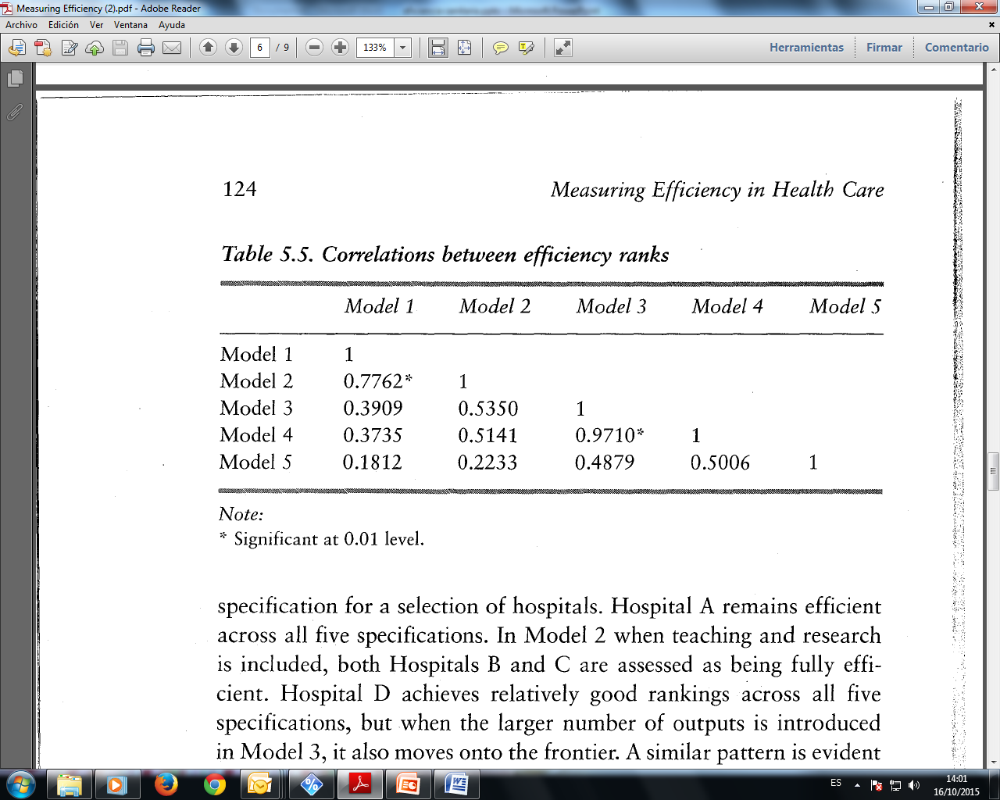 Measuring Efficiency (2).pdf - Adobe Reader
Archivo Edición Ver Ventana Ayuda
6 / 9 133% Herramientas Firmar Comentario
124 Measuring Efficiency in Health Care
Table 5.5. Correlations between efficiency ranks
Model 1 Model 2 Model 3 Model 4 Model 5
Model 1 1
Model 2 0.7762* 1
Model 3 0.3909 0.5350 1
Model 4 0.3735 0.5141 0.9710* 1
Model 5 0.1812 0.2233 0.4879 0.5006 1
Note:
* Significant at 0.01 level.
specification for a selection of hospitals. Hospital A remains efficient
across all five specifications. In Model 2 when teaching and research
is included, both Hospitals B and C are assessed as being fully effi-
cient. Hospital D achieves relatively good rankings across all five
specifications, but when the larger number of outputs is introduced
in Model 3, it also moves onto the frontier. A similar pattern is evident
ES 14:01
16/10/2015